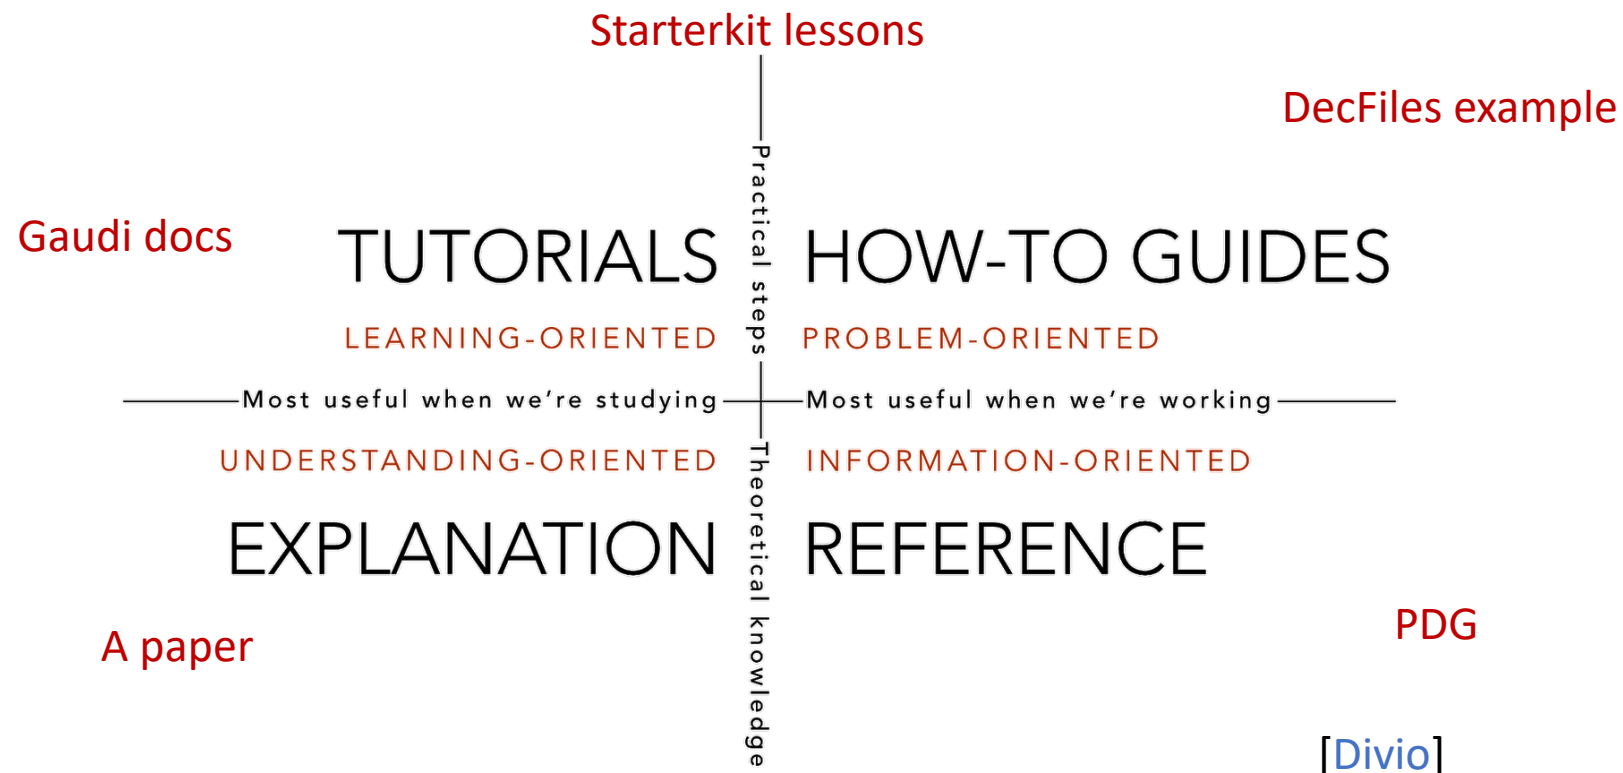 Starterkit lessons
DecFiles example
Practical steps
Gaudi docs
TUTORIALS
HOW-TO GUIDES
LEARNING-ORIENTED
PROBLEM-ORIENTED
Most useful when we're studying
Most useful when we're working
UNDERSTANDING-ORIENTED
INFORMATION-ORIENTED
Theoretical knowledge
EXPLANATION
REFERENCE
A paper
PDG
[Divio]